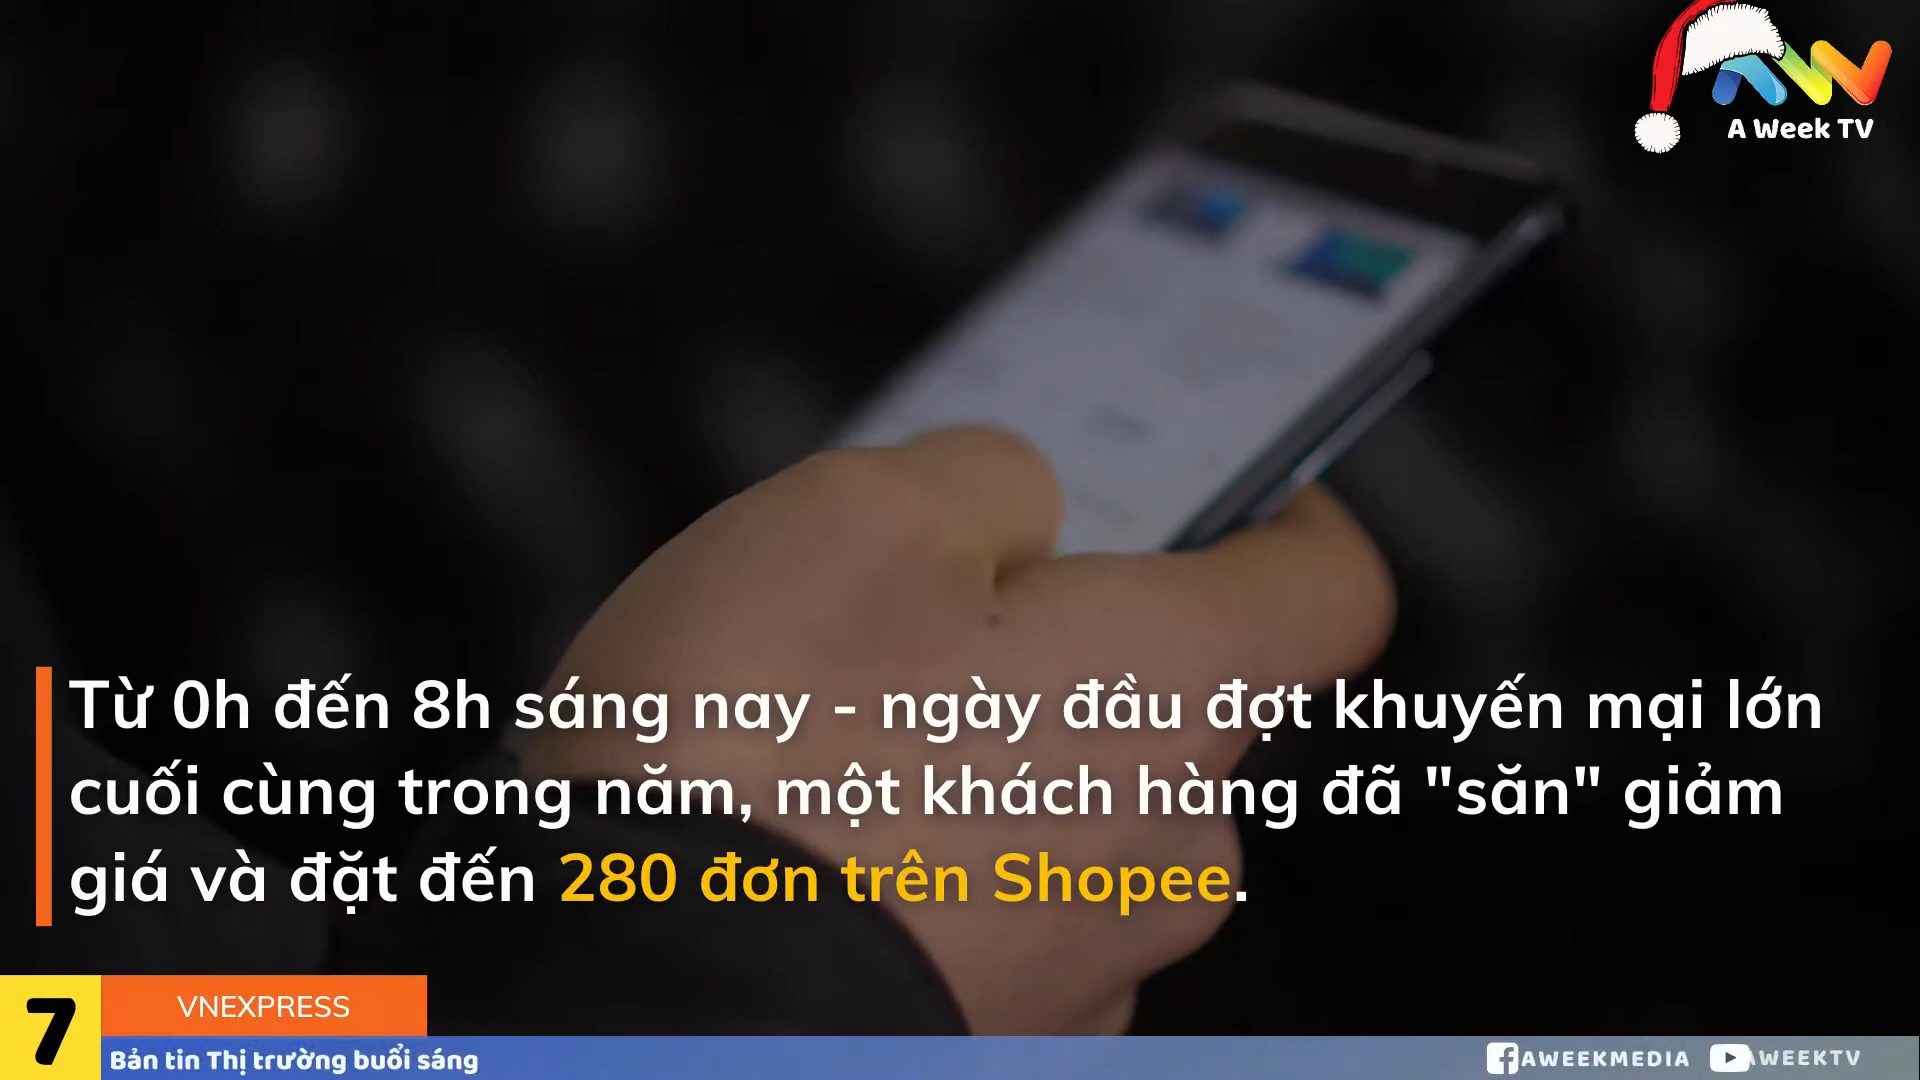 A Week TV
Từ 0h đến 8h sáng nay - ngày đầu đợt khuyến mại lớn
cuối cùng trong năm, một khách hàng đã "săn" giảm
giá và đặt đến 280 đơn trên Shopee.
7
VNEXPRESS
Bản tin Thị trường buổi sáng
AWEEKMEDIA
AWEEKTV